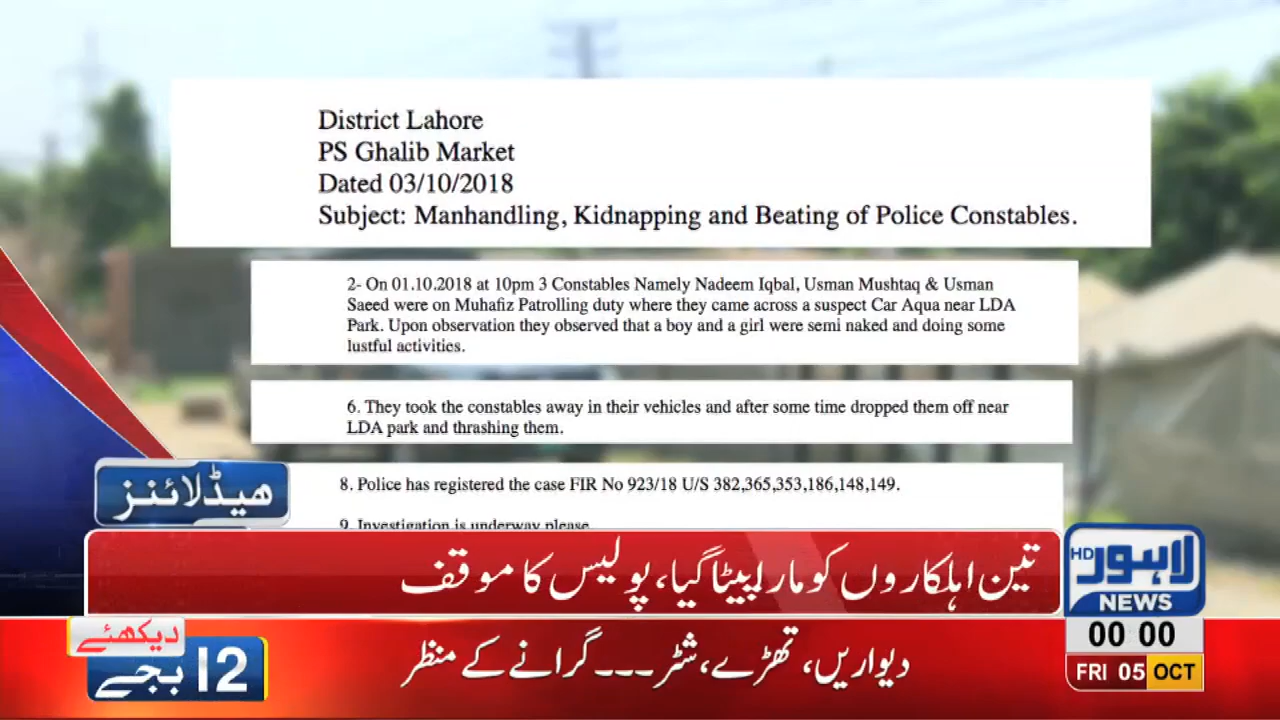 District Lahore
PS Ghalib Market
Dated 03/10/2018
Subject: Manhandling, Kidnapping and Beating of Police Constables.
2- On 01.10.2018 at 10pm 3 Constables Namely Nadeem Iqbal, Usman Mushtaq & Usman
Saeed were on Muhafiz Patrolling duty where they came across a suspect Car Aqua near LDA
Park. Upon observation they observed that a boy and a girl were semi naked and doing some
lustful activities.
6. They took the constables away in their vehicles and after some time dropped them off near
LDA park and thrashing them.
8. Police has registered the case FIR No 923/18 U/S 382,365,353,186,148,149.
9. Investigation is underway please.
ہیڈلائنز
تین اہلکاروں کو مارا پیٹا گیا، پولیس کا موقف
HD لاہور
NEWS
00 00
FRI 05 OCT
دیکھئے
12 بجے
دیواریں، تھڑے، شٹر ۔۔۔ گرانے کے منظر